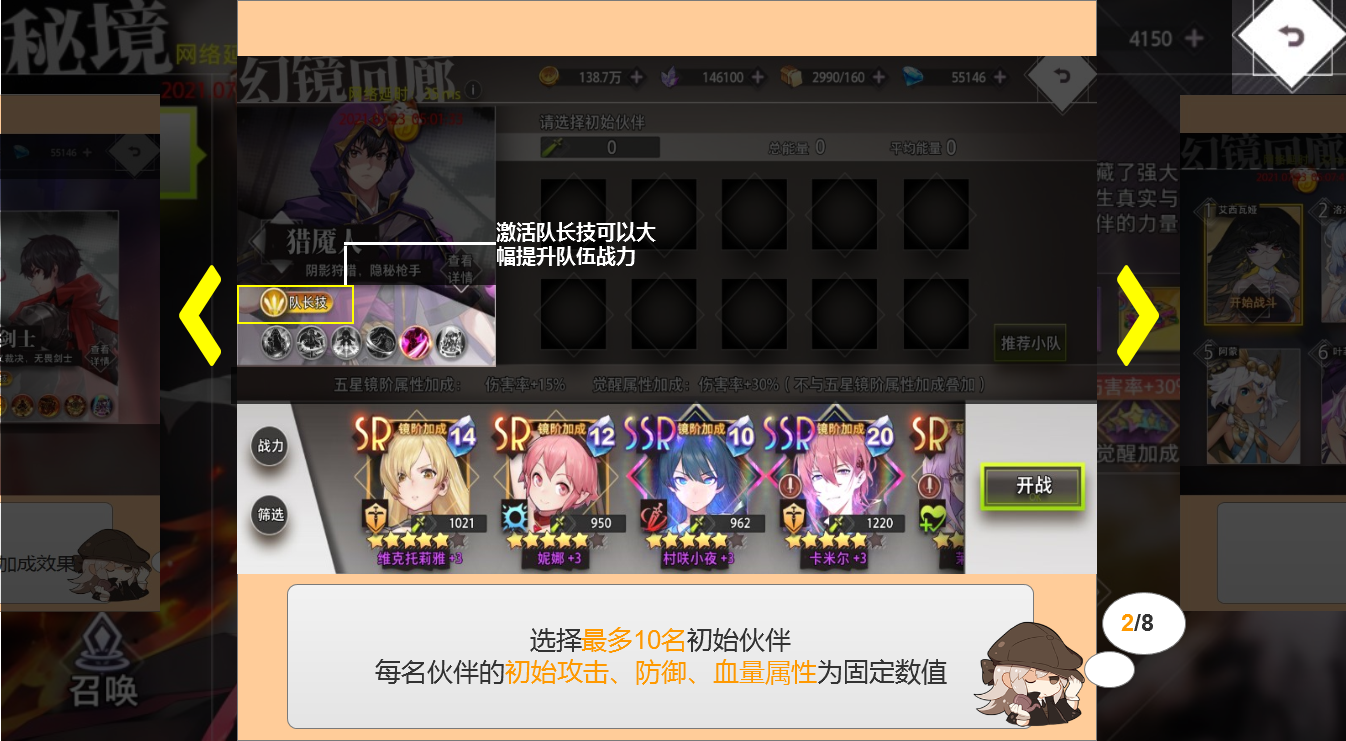 秘境
4150
网络延
2021.07
幻镜回廊
网络延时
138.7万
146100
2990/160
55146
请选择初始伙伴
0
总能量 0
平均能量 0
猎魇人
阴影狩猎、隐秘枪手
查看
详情
激活队长技可以大
幅提升队伍战力
队长技
推荐小队
五星镜阶属性加成：
伤害率+15%
觉醒属性加成：伤害率+30%（不与五星镜阶属性加成叠加）
战力
筛选
SR
镜阶加成
14
1021
维克托莉雅+3
SR
镜阶加成
12
950
妮娜+3
SSR
镜阶加成
10
962
村咲小夜+3
SSR
镜阶加成
20
1220
卡米尔+3
SR
开战
选择最多10名初始伙伴
每名伙伴的初始攻击、防御、血量属性为固定数值
2/8
55146
剑士
裁决、无畏剑士
查看
详情
加成效果
召唤
藏了强大
生真实与
伴的力量
伤害率+30%
觉醒加成
幻镜回廊
1
艾西瓦娅
开始战斗
2
5
阿蒙
6